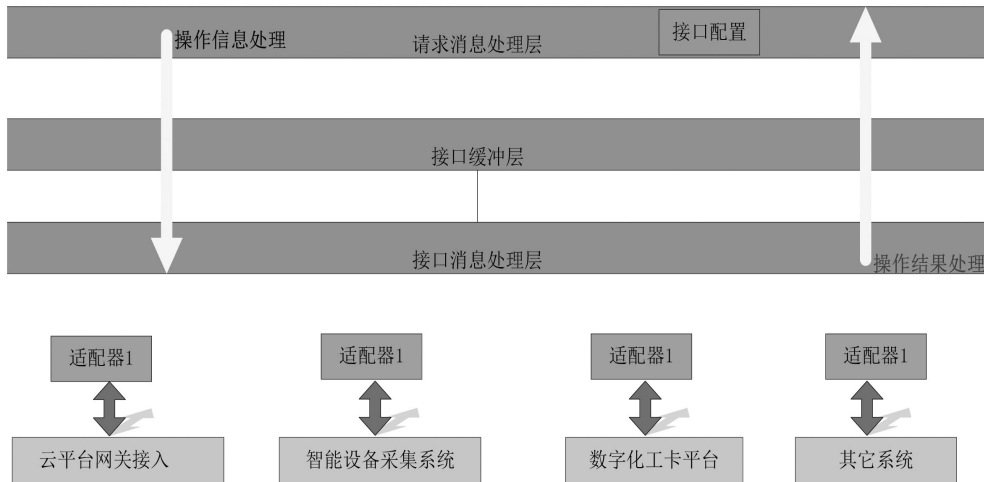 操作信息处理
请求消息处理层
接口配置
接口缓冲层
接口消息处理层
操作结果处理
适配器1
适配器1
适配器1
适配器1
云平台网关接入
智能设备采集系统
数字化工卡平台
其它系统